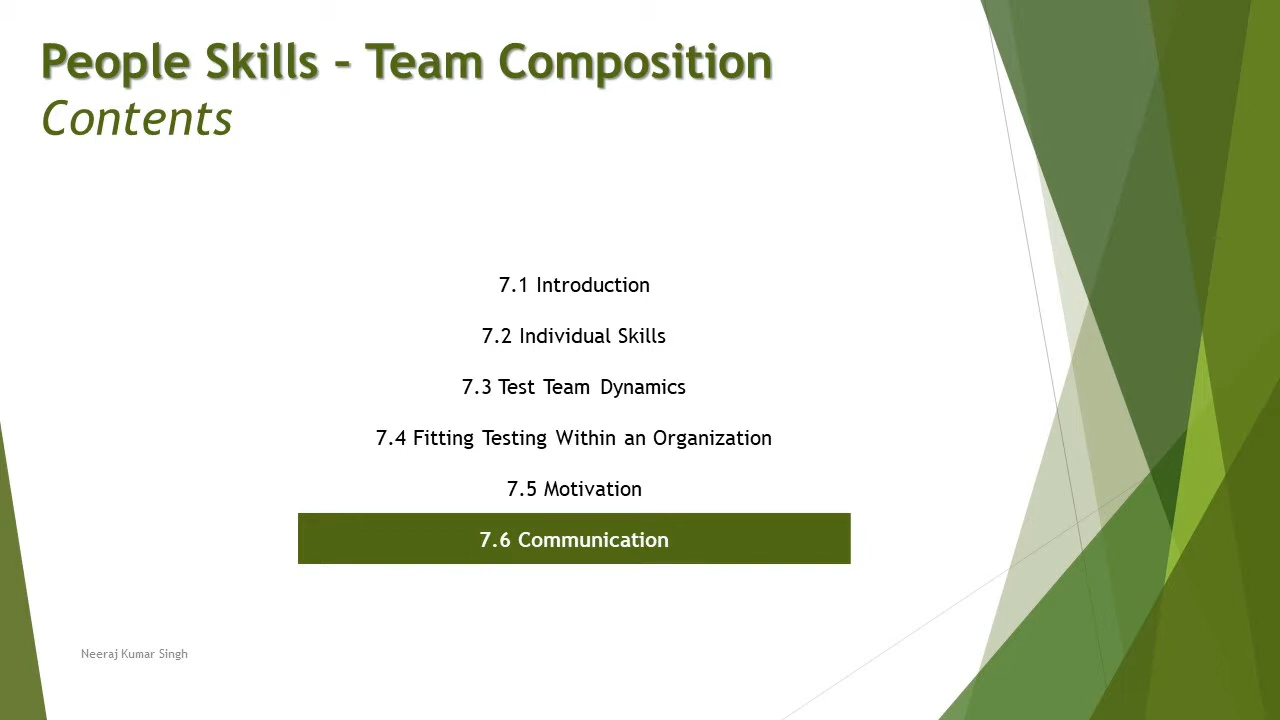 People Skills – Team Composition
Contents
7.1 Introduction
7.2 Individual Skills
7.3 Test Team Dynamics
7.4 Fitting Testing Within an Organization
7.5 Motivation
7.6 Communication
Neeraj Kumar Singh